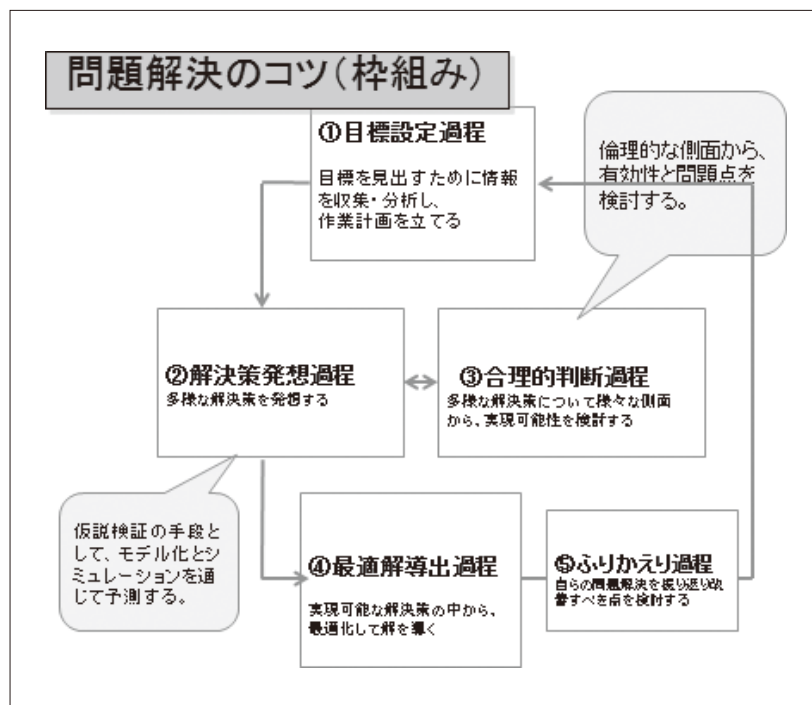 問題解決のコツ(枠組み)
①目標設定過程
目標を見出すために情報
を収集・分析し、
作業計画を立てる
倫理的な側面から、
有効性と問題点を
検討する。
②解決策発想過程
多様な解決策を発想する
③合理的判断過程
多様な解決策について様々な側面
から、実現可能性を検討する
仮説検証の手段と
して、モデル化とシ
ミュレーションを通
じて予測する。
④最適解導出過程
実現可能な解決策の中から、
最適化して解を導く
⑤ふりかえり過程
自らの問題解決を振り返り改
善すべき点を検討する